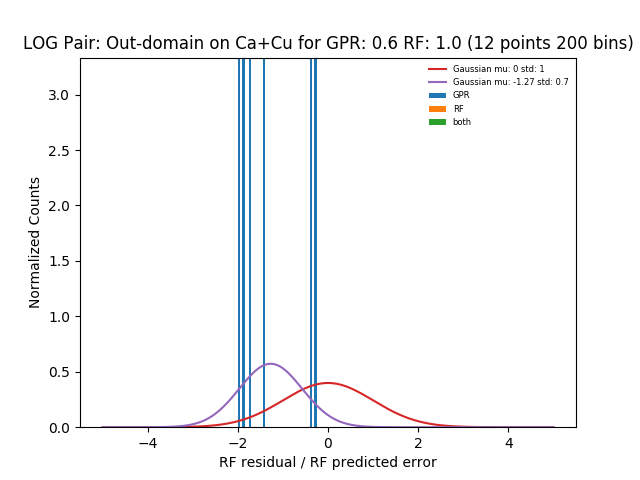 LOG Pair: Out-domain on Ca+Cu for GPR: 0.6 RF: 1.0 (12 points 200 bins)
Gaussian mu: 0 std: 1
Gaussian mu: -1.27 std: 0.7
GPR
RF
both
Normalized Counts
3.0
2.5
2.0
1.5
1.0
0.5
0.0
−4
−2
0
2
4
RF residual / RF predicted error